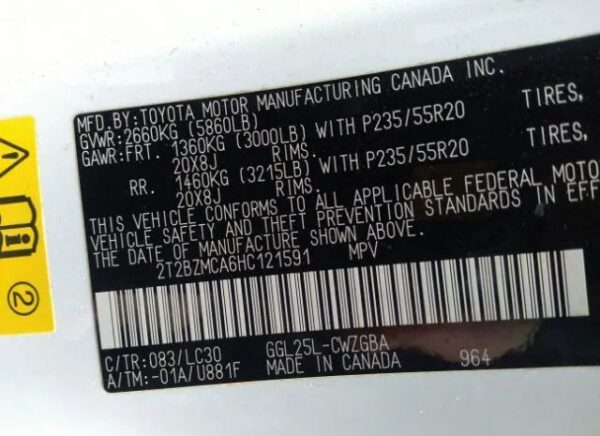 MFD.BY:TOYOTA MOTOR MANUFACTURING CANADA INC.
GVWR:2660KG (5860LB)
GAWR:FRT. 1360KG (3000LB) WITH P235/55R20 TIRES,
20X8J RIMS.
RR. 1460KG (3215LB) WITH P235/55R20 TIRES,
20X8J RIMS.
THIS VEHICLE CONFORMS TO ALL APPLICABLE FEDERAL MOTO
VEHICLE SAFETY AND THEFT PREVENTION STANDARDS IN EFF
THE DATE OF MANUFACTURE SHOWN ABOVE.
2T2BZMCA6HC121591 MPV
C/TR:083/LC30 GGL25L-CWZGBA 964
A/TM:-01A/U881F MADE IN CANADA
2